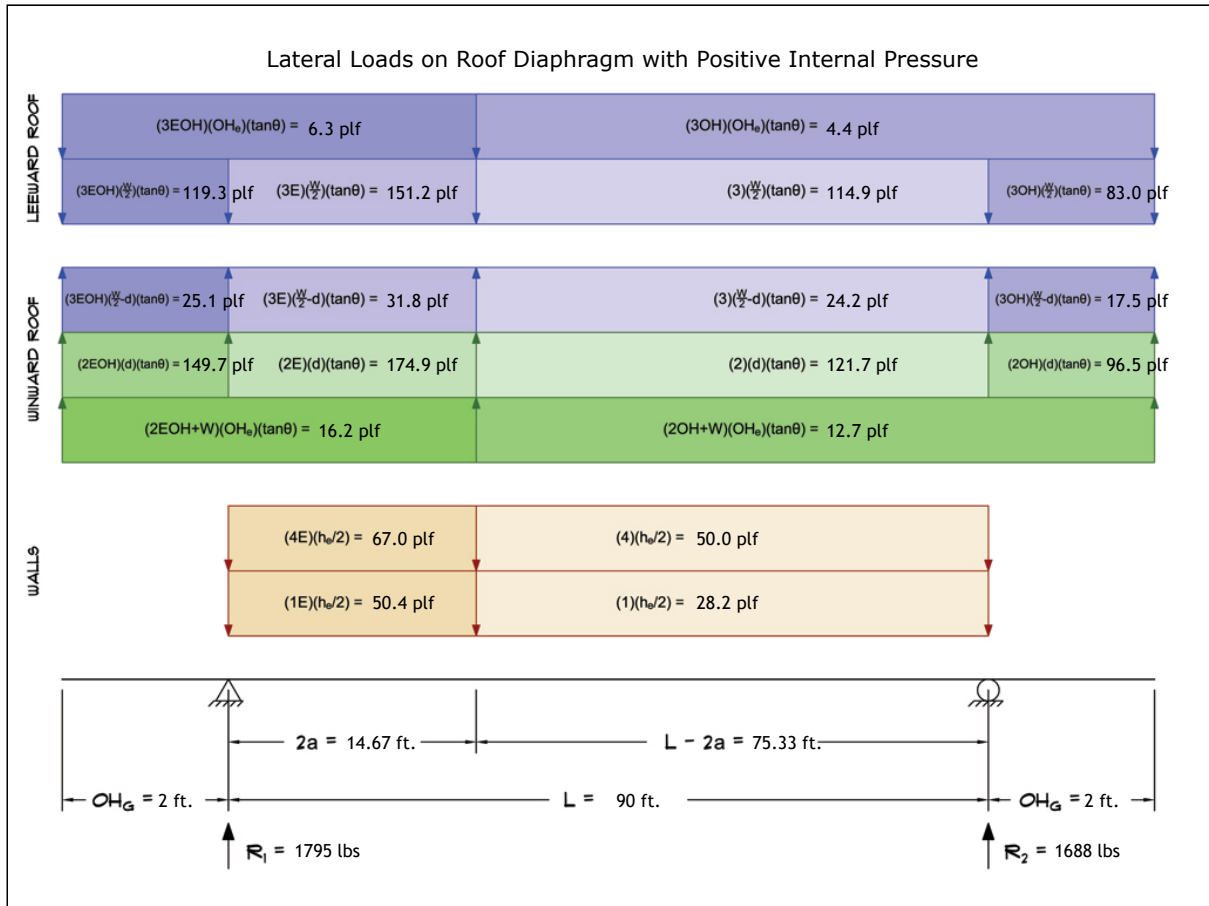 Lateral Loads on Roof Diaphragm with Positive Internal Pressure
LEEWARD ROOF
(3EOH)(OHₑ)(tanθ) = 6.3 plf
(3OH)(OHₑ)(tanθ) = 4.4 plf
(3EOH)(W/2)(tanθ) = 119.3 plf
(3E)(W/2)(tanθ) = 151.2 plf
(3)(W/2)(tanθ) = 114.9 plf
(3OH)(W/2)(tanθ) = 83.0 plf
WINWARD ROOF
(3EOH)(W/2-d)(tanθ) = 25.1 plf
(3E)(W/2-d)(tanθ) = 31.8 plf
(3)(W/2-d)(tanθ) = 24.2 plf
(3OH)(W/2-d)(tanθ) = 17.5 plf
(2EOH)(d)(tanθ) = 149.7 plf
(2E)(d)(tanθ) = 174.9 plf
(2)(d)(tanθ) = 121.7 plf
(2OH)(d)(tanθ) = 96.5 plf
(2EOH+W)(OHₑ)(tanθ) = 16.2 plf
(2OH+W)(OHₑ)(tanθ) = 12.7 plf
WALLS
(4E)(hₑ/2) = 67.0 plf
(4)(hₑ/2) = 50.0 plf
(1E)(hₑ/2) = 50.4 plf
(1)(hₑ/2) = 28.2 plf
2a = 14.67 ft.
L - 2a = 75.33 ft.
OH_G = 2 ft.
L = 90 ft.
OH_G = 2 ft.
R₁ = 1795 lbs
R₂ = 1688 lbs